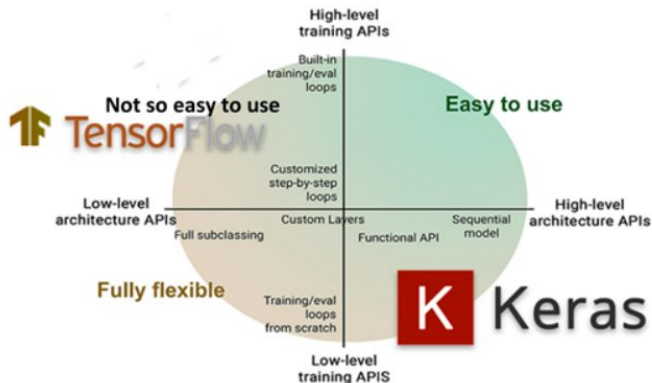 High-level
training APIs
Built-in
training/eval
loops
Not so easy to use
Easy to use
TensorFlow
Customized
step-by-step
loops
Low-level
architecture APIs
High-level
architecture APIs
Custom Layers
Sequential
model
Full subclassing
Functional API
Fully flexible
Training/eval
loops
from scratch
K Keras
Low-level
training APIS